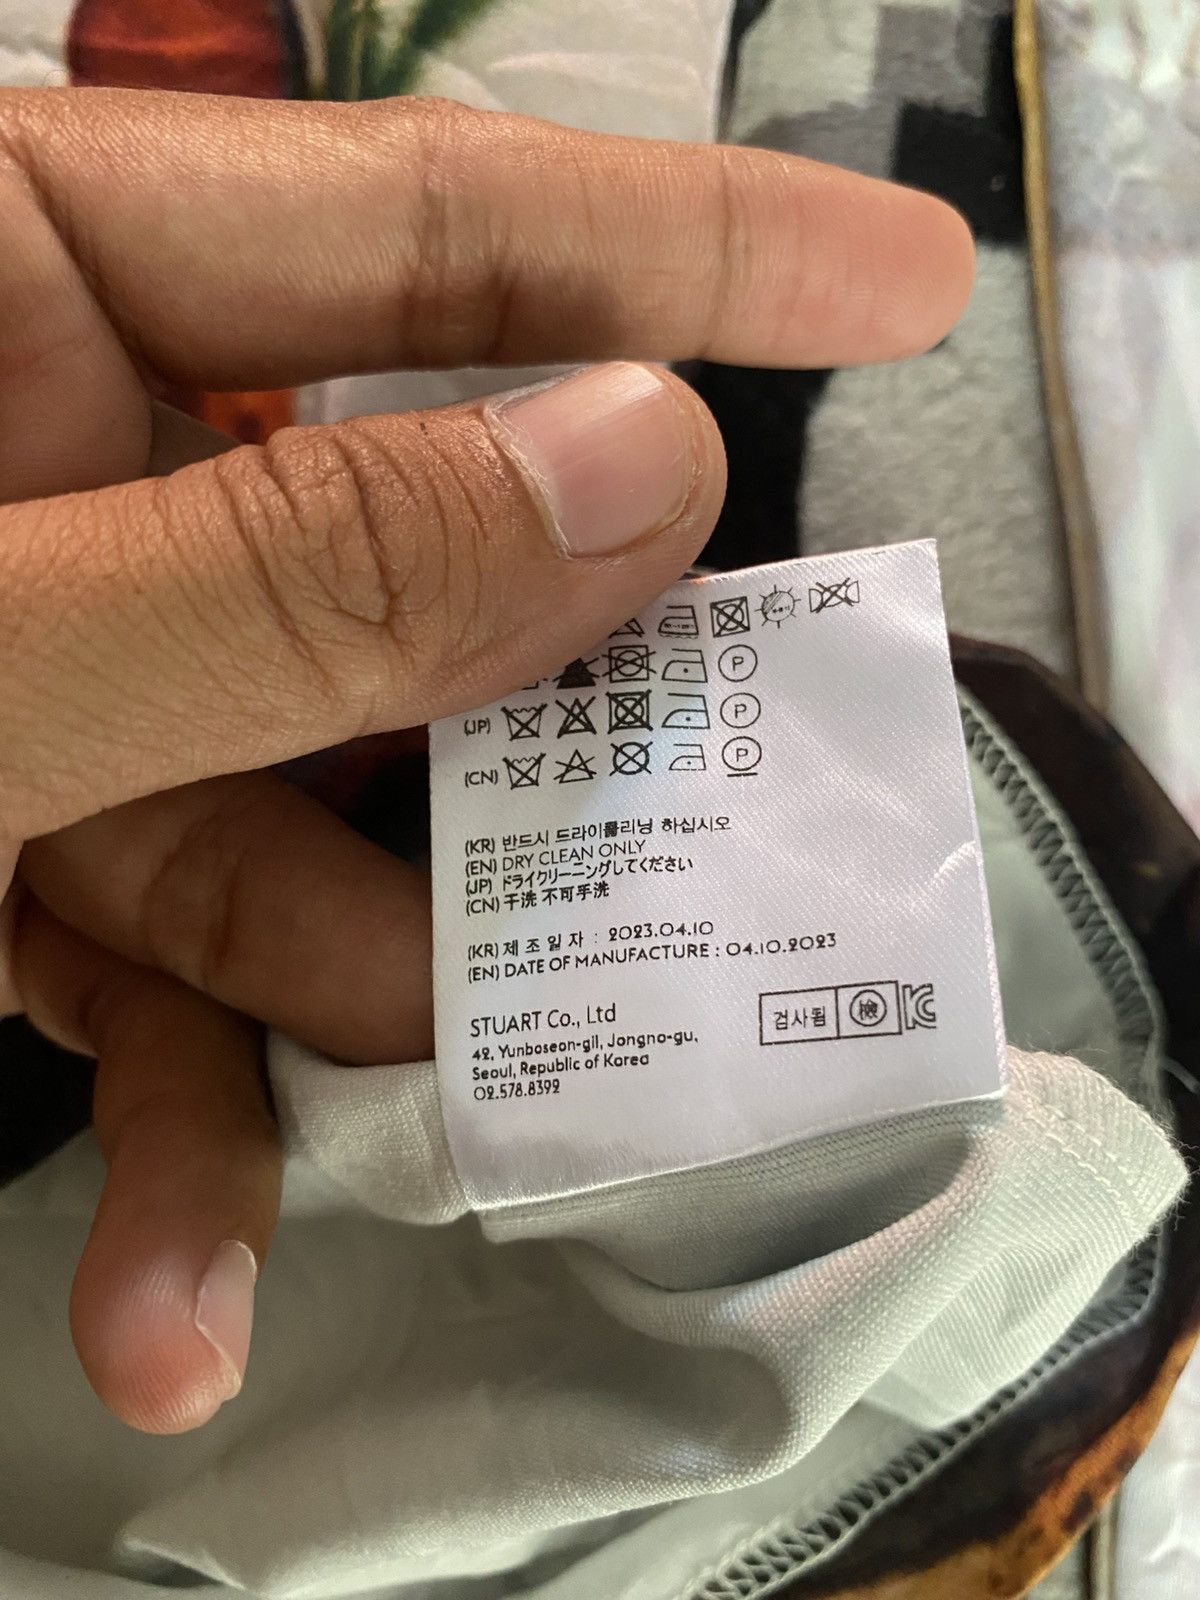 (JP)
(CN)
P
P
P
(KR) 반드시 드라이클리닝 하십시오
(EN) DRY CLEAN ONLY
(JP) ドライクリーニングしてください
(CN) 干洗 不可手洗
(KR) 제 조 일 자 : 2023.04.10
(EN) DATE OF MANUFACTURE : 04.10.2023
STUART Co., Ltd
42, Yunboseon-gil, Jongno-gu,
Seoul, Republic of Korea
02.578.8392
검사필 檢 KC